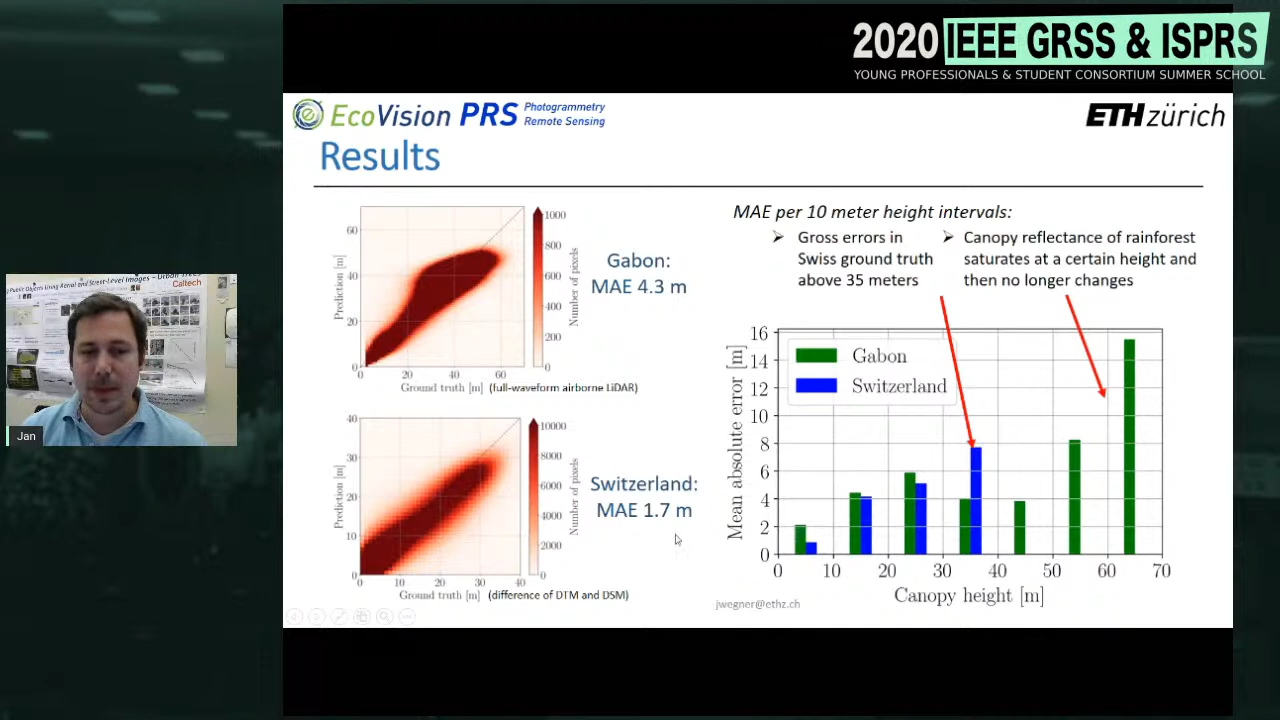 2020 IEEE GRSS & ISPRS
YOUNG PROFESSIONALS & STUDENT CONSORTIUM SUMMER SCHOOL
EcoVision PRS Photogrammetry
Remote Sensing
ETH zürich
Results
60
40
20
0
Prediction [m]
0 20 40 60
Ground truth [m] (full-waveform airborne LiDAR)
1000
800
600
400
200
0
Number of pixels
Gabon:
MAE 4.3 m
40
30
20
10
0
Prediction [m]
0 10 20 30 40
Ground truth [m] (difference of DTM and DSM)
10000
8000
6000
4000
2000
0
Number of pixels
Switzerland:
MAE 1.7 m
MAE per 10 meter height intervals:
Gross errors in
Swiss ground truth
above 35 meters
Canopy reflectance of rainforest
saturates at a certain height and
then no longer changes
16
14
12
10
8
6
4
2
0
Mean absolute error [m]
Gabon
Switzerland
0 10 20 30 40 50 60 70
Canopy height [m]
jwegner@ethz.ch
Caltech
Jan